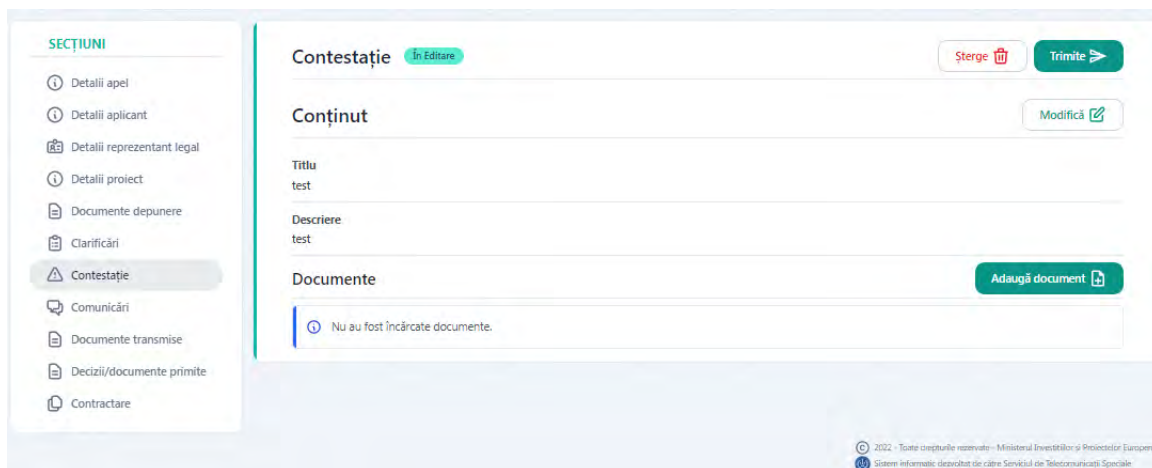 SECȚIUNI
Detalii apel
Detalii aplicant
Detalii reprezentant legal
Detalii proiect
Documente depunere
Clarificări
Contestație
Comunicări
Documente transmise
Decizii/documente primite
Contractare
Contestație În Editare Șterge Trimite
Conținut Modifică
Titlu
test
Descriere
test
Documente Adaugă document
Nu au fost încărcate documente.
© 2022 - Toate drepturile rezervate - Ministerul Investițiilor și Proiectelor Europene
Sistem informatic dezvoltat de către Serviciul de Telecomunicații Speciale